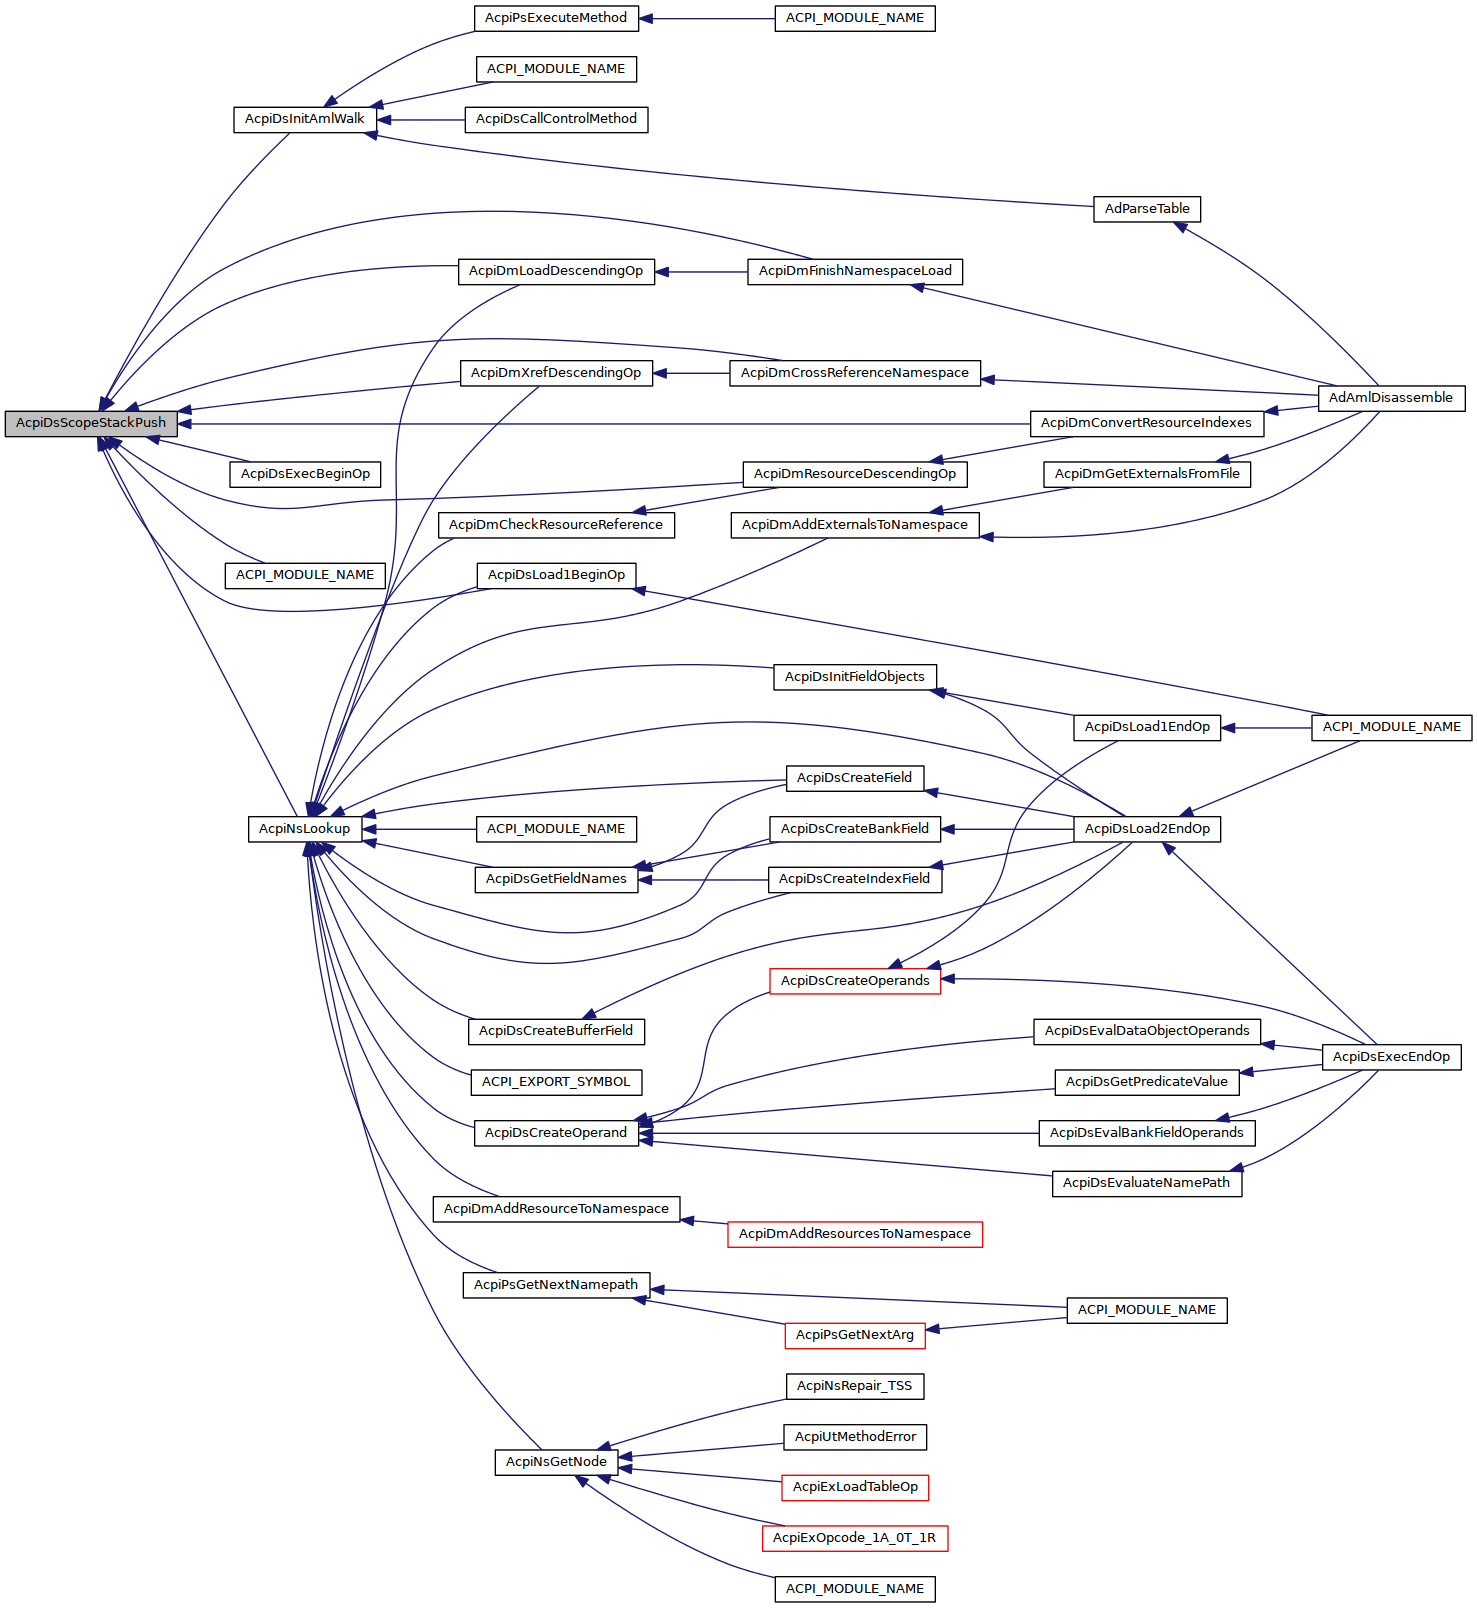 AcpiPsExecuteMethod
ACPI_MODULE_NAME
ACPI_MODULE_NAME
AcpiDsInitAmlWalk
AcpiDsCallControlMethod
AdParseTable
AcpiDmLoadDescendingOp
AcpiDmFinishNamespaceLoad
AcpiDmXrefDescendingOp
AcpiDmCrossReferenceNamespace
AdAmlDisassemble
AcpiDsScopeStackPush
AcpiDmConvertResourceIndexes
AcpiDsExecBeginOp
AcpiDmResourceDescendingOp
AcpiDmGetExternalsFromFile
AcpiDmCheckResourceReference
AcpiDmAddExternalsToNamespace
ACPI_MODULE_NAME
AcpiDsLoad1BeginOp
AcpiDsInitFieldObjects
AcpiDsLoad1EndOp
ACPI_MODULE_NAME
AcpiDsCreateField
AcpiNsLookup
ACPI_MODULE_NAME
AcpiDsCreateBankField
AcpiDsLoad2EndOp
AcpiDsGetFieldNames
AcpiDsCreateIndexField
AcpiDsCreateOperands
AcpiDsCreateBufferField
AcpiDsEvalDataObjectOperands
AcpiDsExecEndOp
ACPI_EXPORT_SYMBOL
AcpiDsGetPredicateValue
AcpiDsCreateOperand
AcpiDsEvalBankFieldOperands
AcpiDsEvaluateNamePath
AcpiDmAddResourceToNamespace
AcpiDmAddResourcesToNamespace
AcpiPsGetNextNamepath
ACPI_MODULE_NAME
AcpiPsGetNextArg
AcpiNsRepair_TSS
AcpiUtMethodError
AcpiNsGetNode
AcpiExLoadTableOp
AcpiExOpcode_1A_0T_1R
ACPI_MODULE_NAME